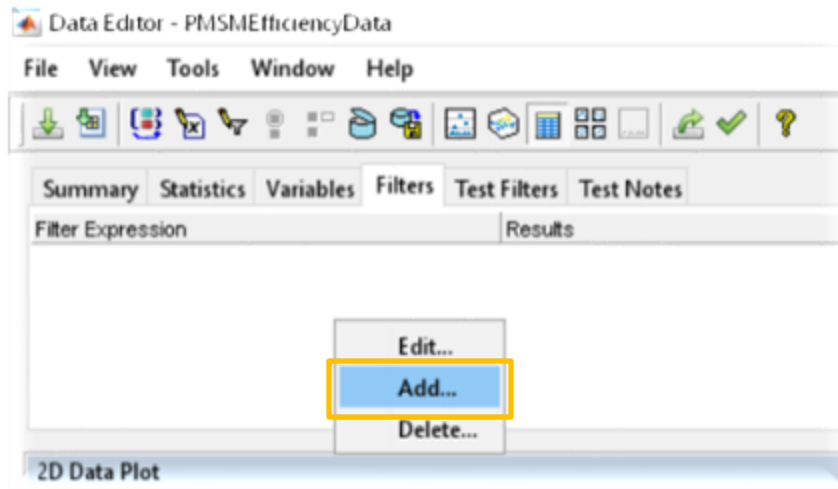 Data Editor - PMSMEfficiencyData
File View Tools Window Help
Summary Statistics Variables Filters Test Filters Test Notes
Filter Expression Results
Edit...
Add...
Delete...
2D Data Plot